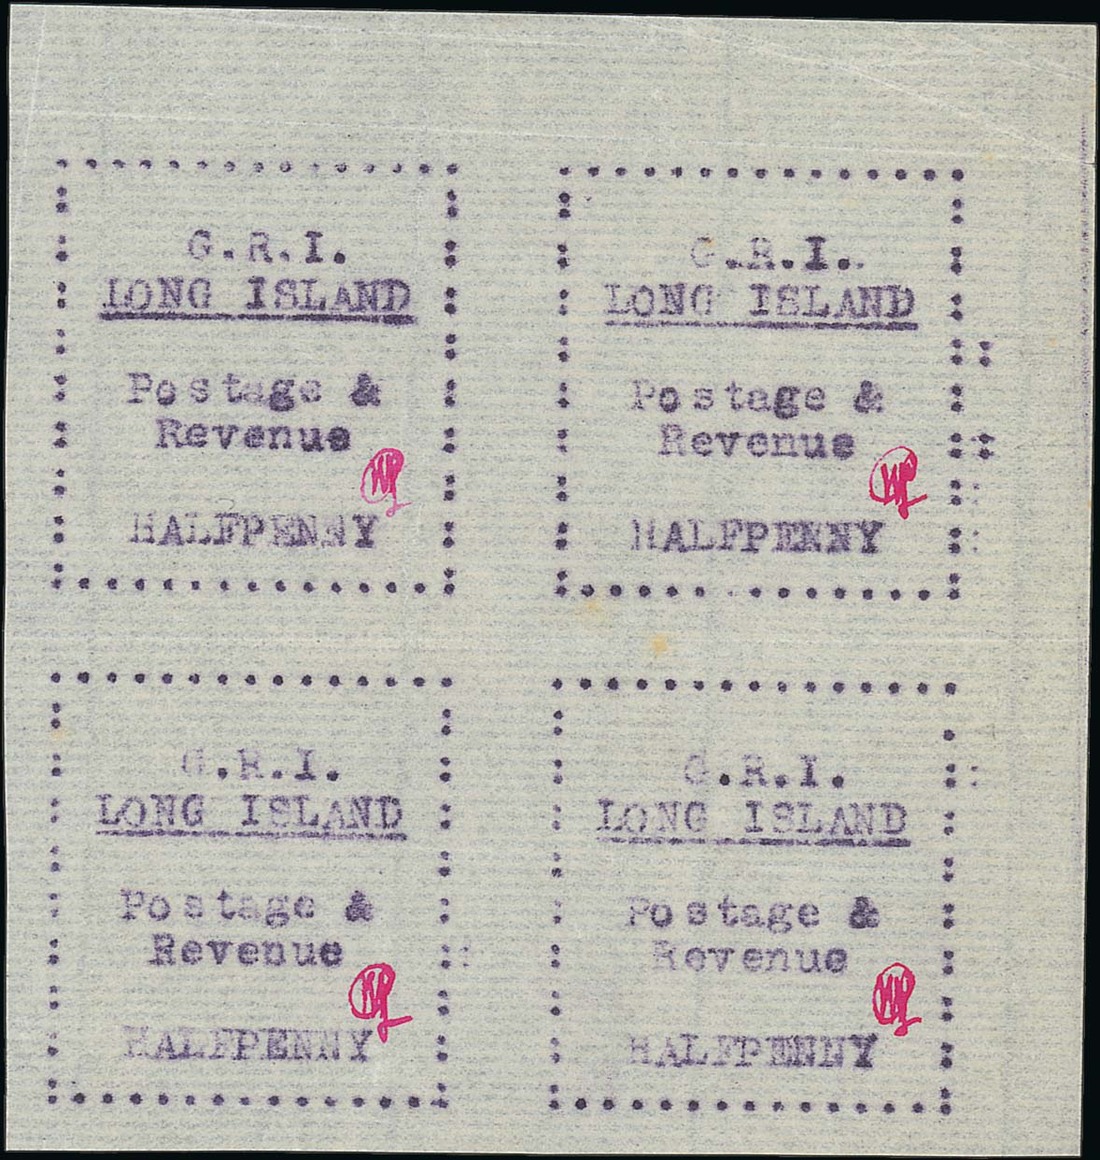 G.R.I.
LONG ISLAND
Postage &
Revenue
HALFPENNY
G.R.I.
LONG ISLAND
Postage &
Revenue
HALFPENNY
G.R.I.
LONG ISLAND
Postage &
Revenue
HALFPENNY
G.R.I.
LONG ISLAND
Postage &
Revenue
HALFPENNY